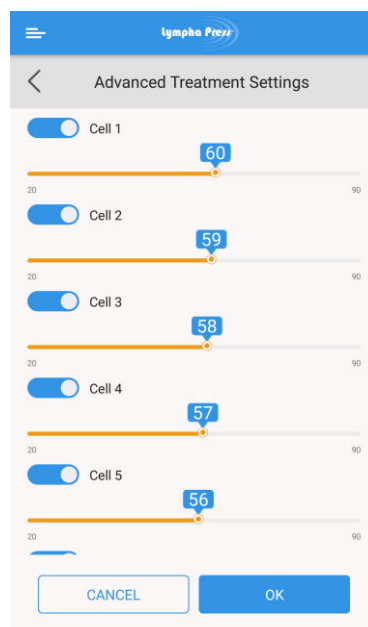 Lympha Press
Advanced Treatment Settings
Cell 1
60
20 90
Cell 2
59
20 90
Cell 3
58
20 90
Cell 4
57
20 90
Cell 5
56
20 90
CANCEL OK